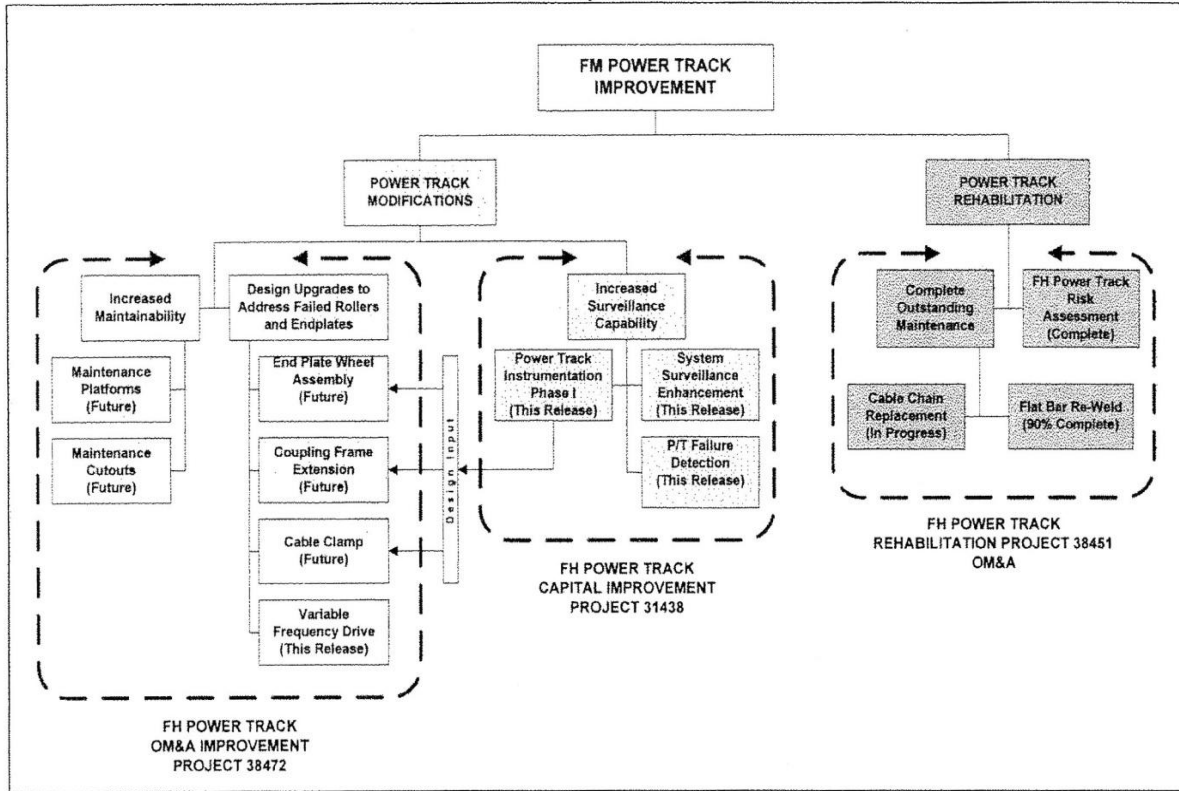 FM POWER TRACK
IMPROVEMENT
POWER TRACK
MODIFICATIONS
POWER TRACK
REHABILITATION
Increased
Maintainability
Design Upgrades to
Address Failed Rollers
and Endplates
Maintenance
Platforms
(Future)
Maintenance
Cutouts
(Future)
End Plate Wheel
Assembly
(Future)
Coupling Frame
Extension
(Future)
Cable Clamp
(Future)
Variable
Frequency Drive
(This Release)
Design Input
Increased
Surveillance
Capability
Power Track
Instrumentation
Phase I
(This Release)
System
Surveillance
Enhancement
(This Release)
P/T Failure
Detection
(This Release)
Complete
Outstanding
Maintenance
FH Power Track
Risk
Assessment
(Complete)
Cable Chain
Replacement
(In Progress)
Flat Bar Re-Weld
(90% Complete)
FH POWER TRACK
OM&A IMPROVEMENT
PROJECT 38472
FH POWER TRACK
CAPITAL IMPROVEMENT
PROJECT 31438
FH POWER TRACK
REHABILITATION PROJECT 38451
OM&A